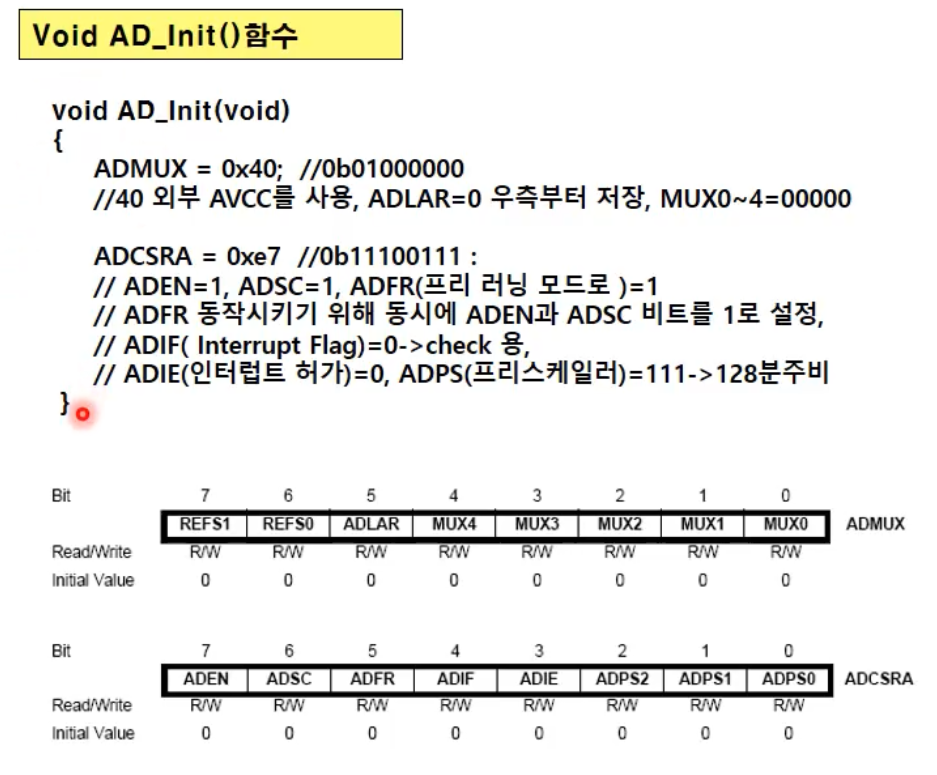 Void AD_Init()함수
void AD_Init(void)
{
ADMUX = 0x40; //0b01000000
//40 외부 AVCC를 사용, ADLAR=0 우측부터 저장, MUX0~4=00000
ADCSRA = 0xe7 //0b11100111 :
// ADEN=1, ADSC=1, ADFR(프리 러닝 모드로 )=1
// ADFR 동작시키기 위해 동시에 ADEN과 ADSC 비트를 1로 설정,
// ADIF( Interrupt Flag)=0->check 용,
// ADIE(인터럽트 허가)=0, ADPS(프리스케일러)=111->128분주비
}
Bit 7 6 5 4 3 2 1 0
REFS1 REFS0 ADLAR MUX4 MUX3 MUX2 MUX1 MUX0 ADMUX
Read/Write R/W R/W R/W R/W R/W R/W R/W R/W
Initial Value 0 0 0 0 0 0 0 0
Bit 7 6 5 4 3 2 1 0
ADEN ADSC ADFR ADIF ADIE ADPS2 ADPS1 ADPS0 ADCSRA
Read/Write R/W R/W R/W R/W R/W R/W R/W R/W
Initial Value 0 0 0 0 0 0 0 0